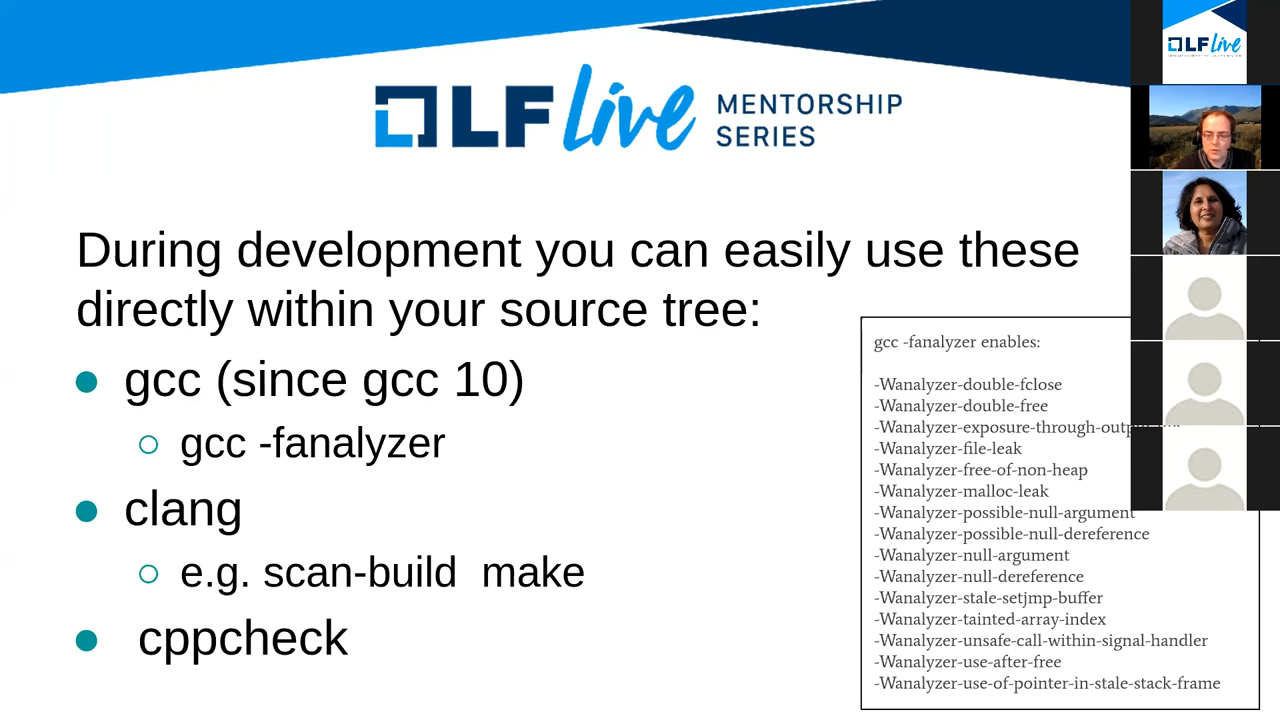 LF Live MENTORSHIP
SERIES
LF Live
During development you can easily use these
directly within your source tree:
gcc (since gcc 10)
gcc -fanalyzer
clang
e.g. scan-build make
cppcheck
gcc -fanalyzer enables:
-Wanalyzer-double-fclose
-Wanalyzer-double-free
-Wanalyzer-exposure-through-outp
-Wanalyzer-file-leak
-Wanalyzer-free-of-non-heap
-Wanalyzer-malloc-leak
-Wanalyzer-possible-null-argument
-Wanalyzer-possible-null-dereference
-Wanalyzer-null-argument
-Wanalyzer-null-dereference
-Wanalyzer-stale-setjmp-buffer
-Wanalyzer-tainted-array-index
-Wanalyzer-unsafe-call-within-signal-handler
-Wanalyzer-use-after-free
-Wanalyzer-use-of-pointer-in-stale-stack-frame